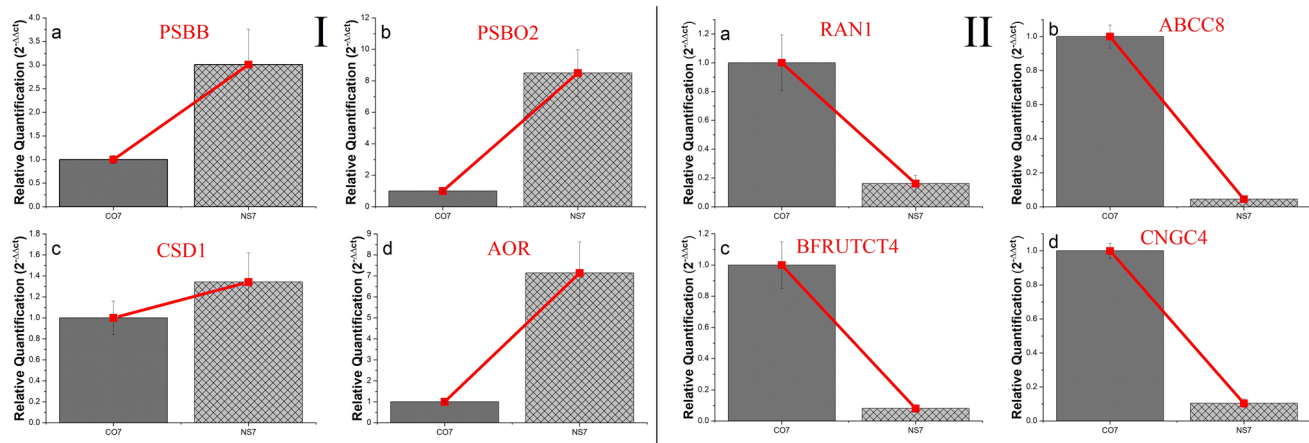 I
a
PSBB
Relative Quantification (2^-ΔΔct)
4.0
3.5
3.0
2.5
2.0
1.5
1.0
0.5
0.0
CO7
NS7
b
PSBO2
Relative Quantification (2^-ΔΔct)
12
10
8
6
4
2
0
CO7
NS7
c
CSD1
Relative Quantification (2^-ΔΔct)
1.8
1.6
1.4
1.2
1.0
0.8
0.6
0.4
0.2
0.0
CO7
NS7
d
AOR
Relative Quantification (2^-ΔΔct)
9
8
7
6
5
4
3
2
1
0
CO7
NS7
II
a
RAN1
Relative Quantification (2^-ΔΔct)
1.2
1.0
0.8
0.6
0.4
0.2
0.0
CO7
NS7
b
ABCC8
Relative Quantification (2^-ΔΔct)
1.0
0.8
0.6
0.4
0.2
0.0
CO7
NS7
c
BFRUTCT4
Relative Quantification (2^-ΔΔct)
1.2
1.0
0.8
0.6
0.4
0.2
0.0
CO7
NS7
d
CNGC4
Relative Quantification (2^-ΔΔct)
1.0
0.8
0.6
0.4
0.2
0.0
CO7
NS7